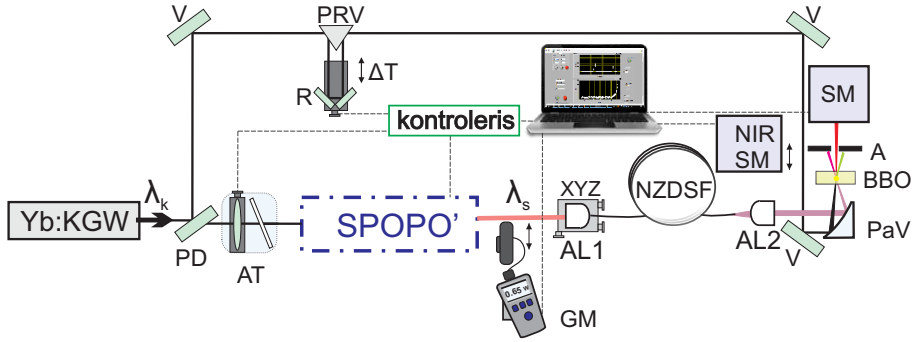 V
PRV
V
ΔT
R
SM
kontroleris
NIR
SM
A
BBO
λk
λs
XYZ
NZDSF
Yb:KGW
SPOPO'
PD
AT
AL1
AL2
V
PaV
0.65 W
GM